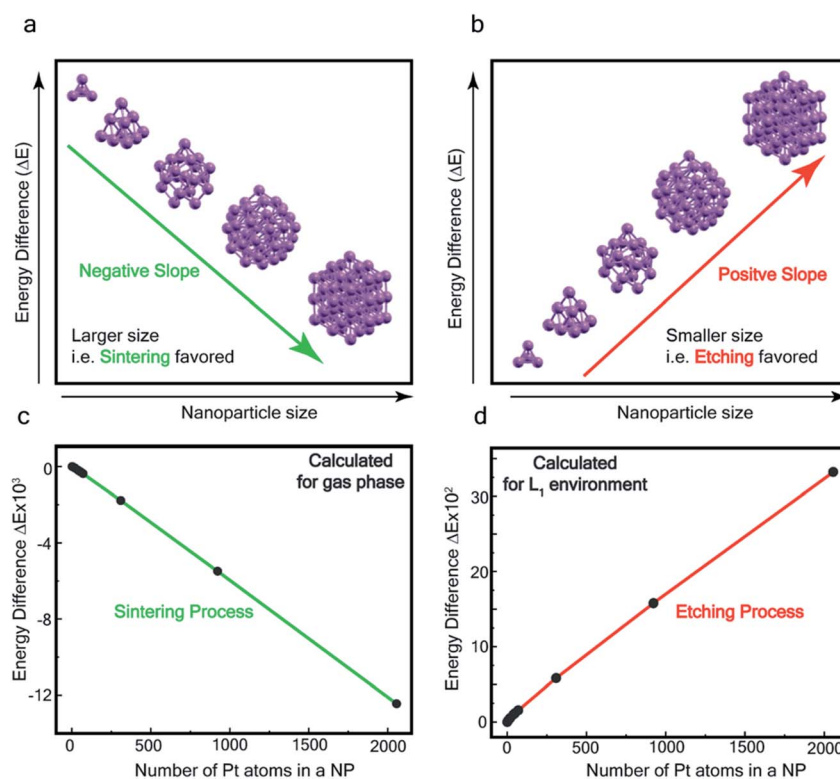 a
Energy Difference (ΔE)
Negative Slope
Larger size
i.e. Sintering favored
Nanoparticle size
b
Energy Difference (ΔE)
Positve Slope
Smaller size
i.e. Etching favored
Nanoparticle size
c
Energy Difference ΔEx10³
0
-4
-8
-12
Calculated
for gas phase
Sintering Process
0 500 1000 1500 2000
Number of Pt atoms in a NP
d
Energy Difference ΔEx10²
30
20
10
0
Calculated
for L₁ environment
Etching Process
0 500 1000 1500 2000
Number of Pt atoms in a NP